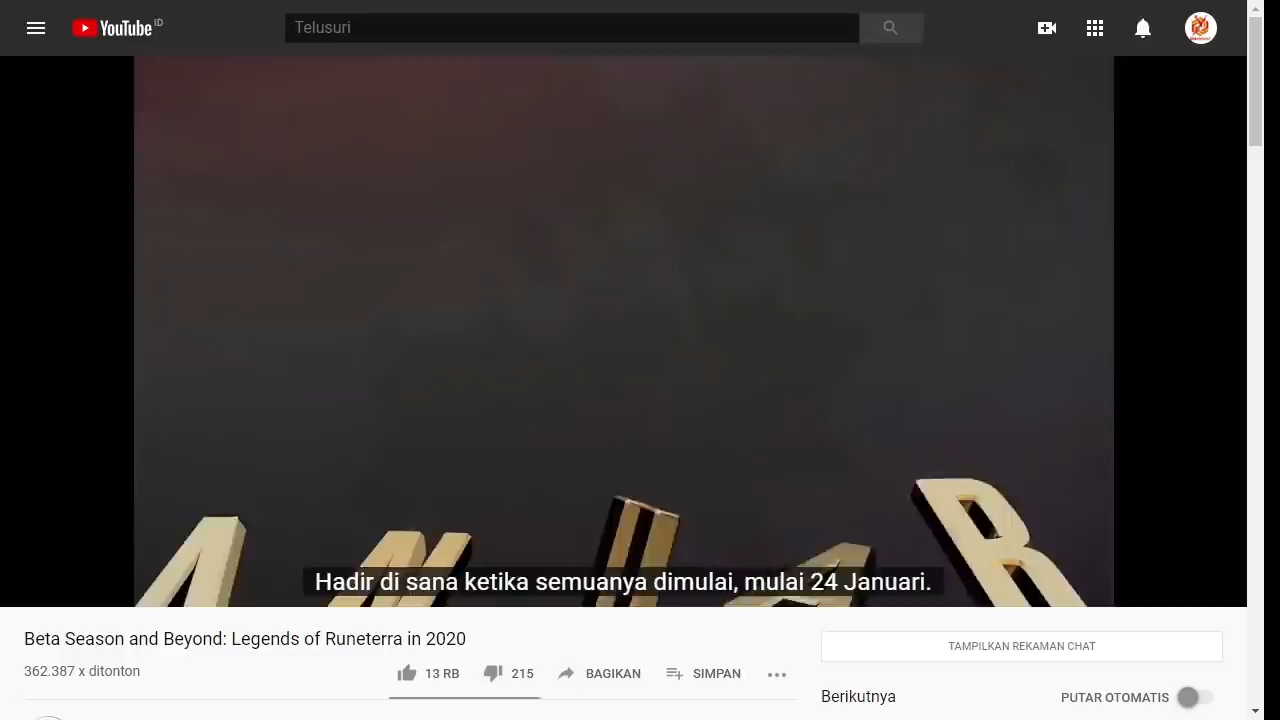 YouTube ID
Telusuri
Hadir di sana ketika semuanya dimulai, mulai 24 Januari.
Beta Season and Beyond: Legends of Runeterra in 2020
362.387 x ditonton
13 RB
215
BAGIKAN
SIMPAN
TAMPILKAN REKAMAN CHAT
Berikutnya
PUTAR OTOMATIS